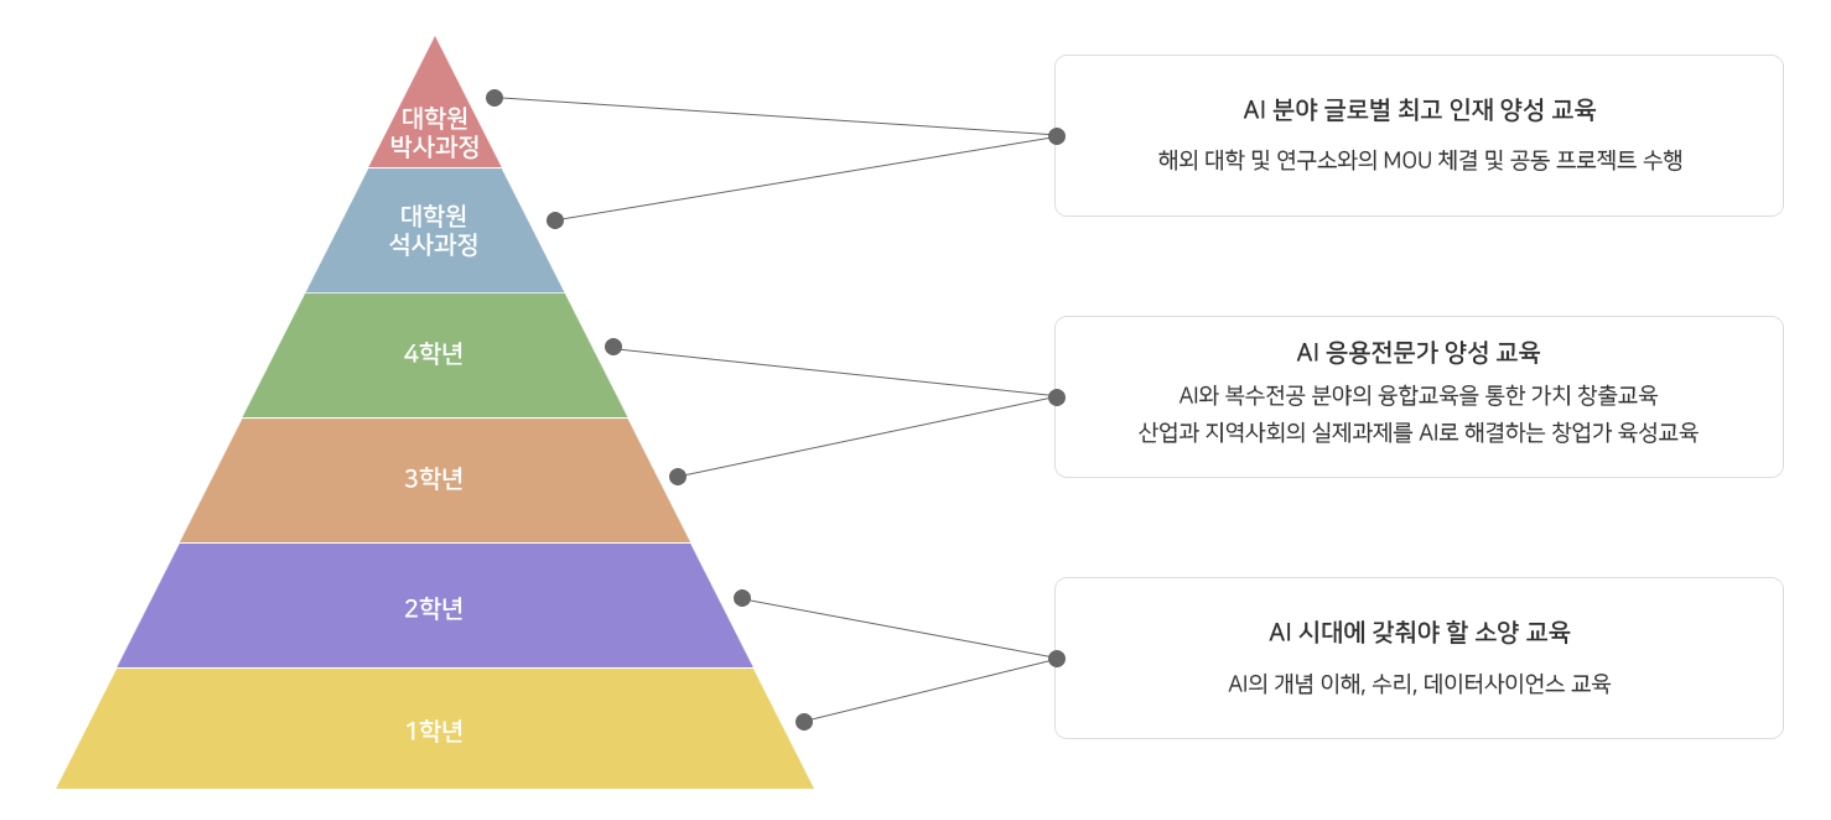 대학원
박사과정
대학원
석사과정
4학년
3학년
2학년
1학년
AI 분야 글로벌 최고 인재 양성 교육
해외 대학 및 연구소와의 MOU 체결 및 공동 프로젝트 수행
AI 응용전문가 양성 교육
AI와 복수전공 분야의 융합교육을 통한 가치 창출교육
산업과 지역사회의 실제과제를 AI로 해결하는 창업가 육성교육
AI 시대에 갖춰야 할 소양 교육
AI의 개념 이해, 수리, 데이터사이언스 교육